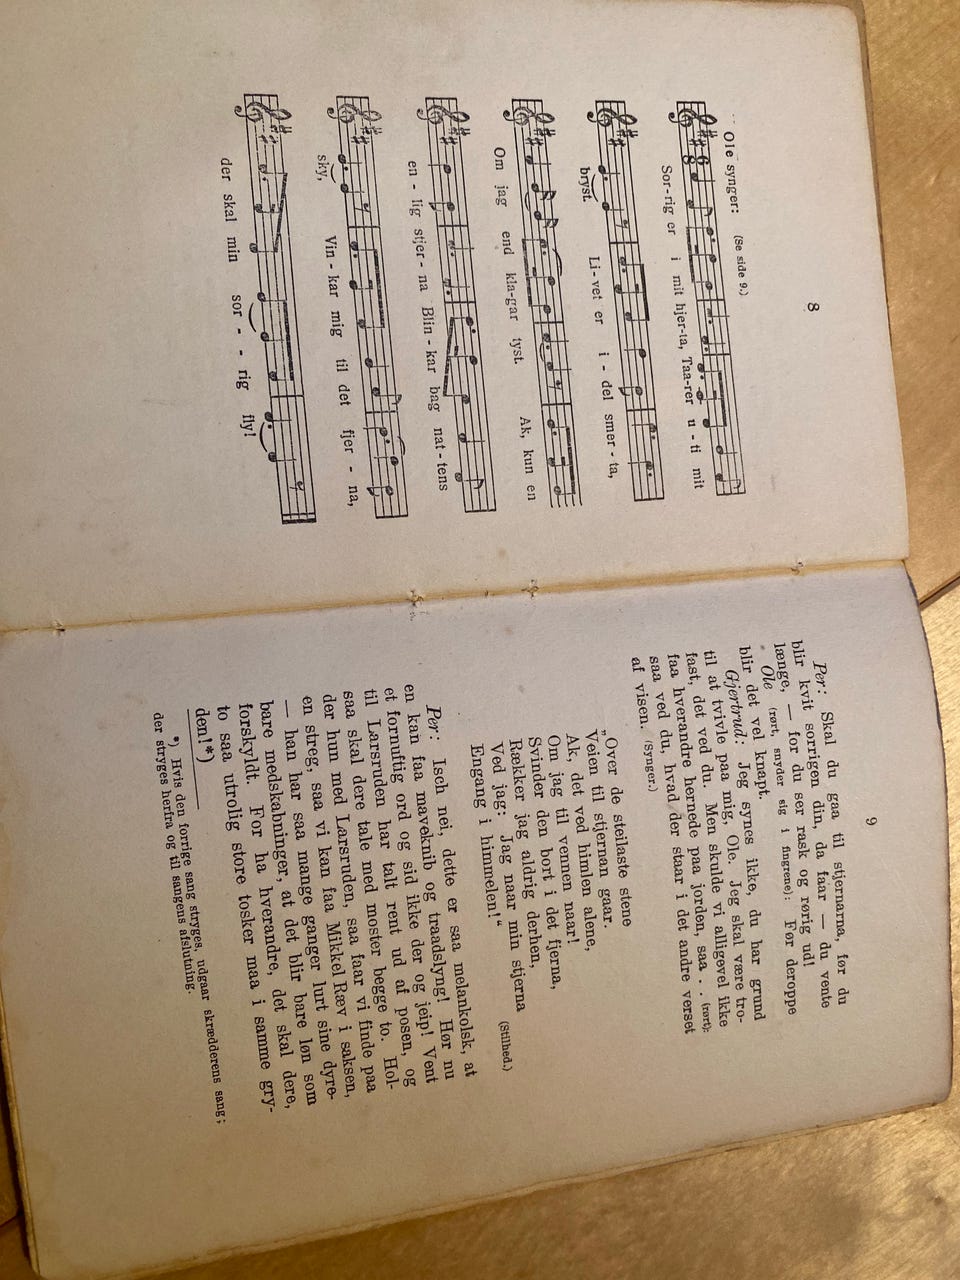 8
Ole synger: (Se side 9.)
Sor-rig er i mit hjer-ta, Taa-rer u-ti mit
bryst. Li-vet er i-del smer-ta,
Om jag end kla-gar tyst. Ak, kun en
en-lig stjer-na Blin-kar bag nat-tens
sky, Vin-kar mig til det fjer-na,
der skal min sor--rig fly!
9
Per: Skal du gaa til stjernarna, før du
blir kvit sorrigen din, da faar — du vente
længe, — for du ser rask og rørig ud!
Ole (rørt, snyder sig i fingrene): Før deroppe
blir det vel knapt.
Gjertrud: Jeg synes ikke, du har grund
til at tvivle paa mig, Ole. Jeg skal være tro-
fast, det ved du. Men skulde vi alligevel ikke
faa hverandre hernede paa jorden, saa . . (rørt):
saa ved du, hvad der staar i det andre verset
af visen. (Synger.)
„Over de steilaste stene
Veien til stjernan gaar.
Ak, det ved himlen alene,
Om jag til vennen naar!
Svinder den bort i det fjerna,
Rækker jag aldrig derhen,
Ved jag: Jag naar min stjerna
Engang i himmelen!“
(Stilhed.)
Per: Isch nei, dette er saa melankolsk, at
en kan faa maveknib og traadslyng! Hør nu
et fornuftig ord og sid ikke der og jeip! Vent
til Larsruden har talt rent ud af posen, og
saa skal dere tale med moster begge to. Hol-
der hun med Larsruden, saa faar vi finde paa
en streg, saa vi kan faa Mikkel Ræv i saksen,
— han har saa mange ganger lurt sine dyre-
bare medskabninger, at det blir bare løn som
forskyldt. For ha hverandre, det skal dere,
to saa utrolig store tosker maa i samme gry-
den!*)
*) Hvis den forrige sang stryges, udgaar skrædderens sang;
der stryges herfra og til sangens afslutning.